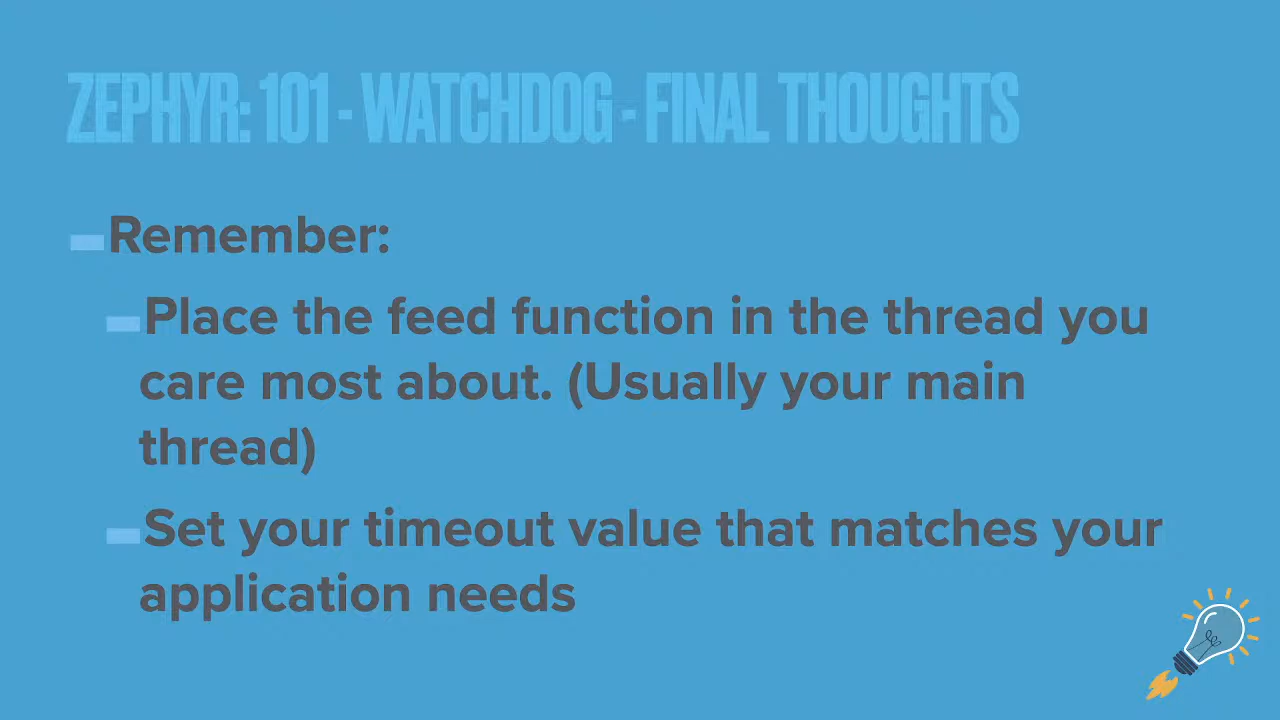 ZEPHYR: 101 - WATCHDOG - FINAL THOUGHTS
Remember:
Place the feed function in the thread you
care most about. (Usually your main
thread)
Set your timeout value that matches your
application needs